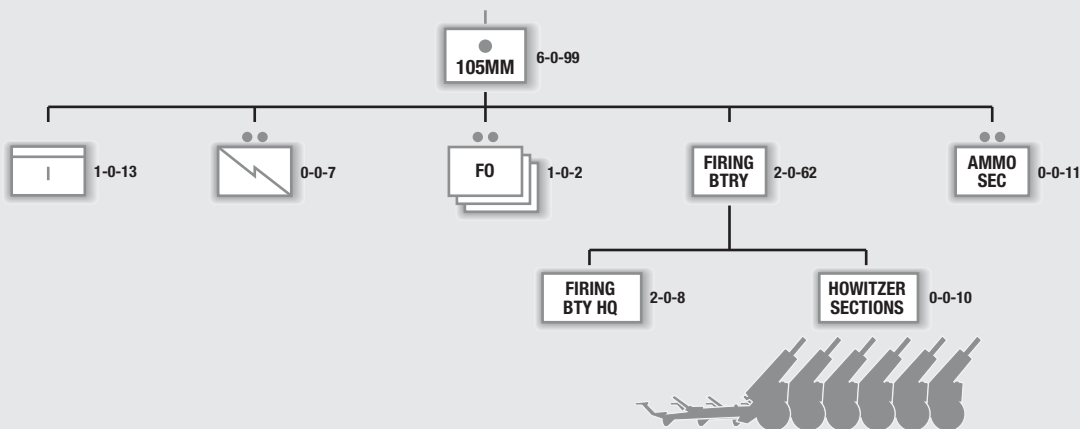 105MM
6-0-99
I
1-0-13
0-0-7
FO
1-0-2
FIRING
BTRY
2-0-62
AMMO
SEC
0-0-11
FIRING
BTY HQ
2-0-8
HOWITZER
SECTIONS
0-0-10